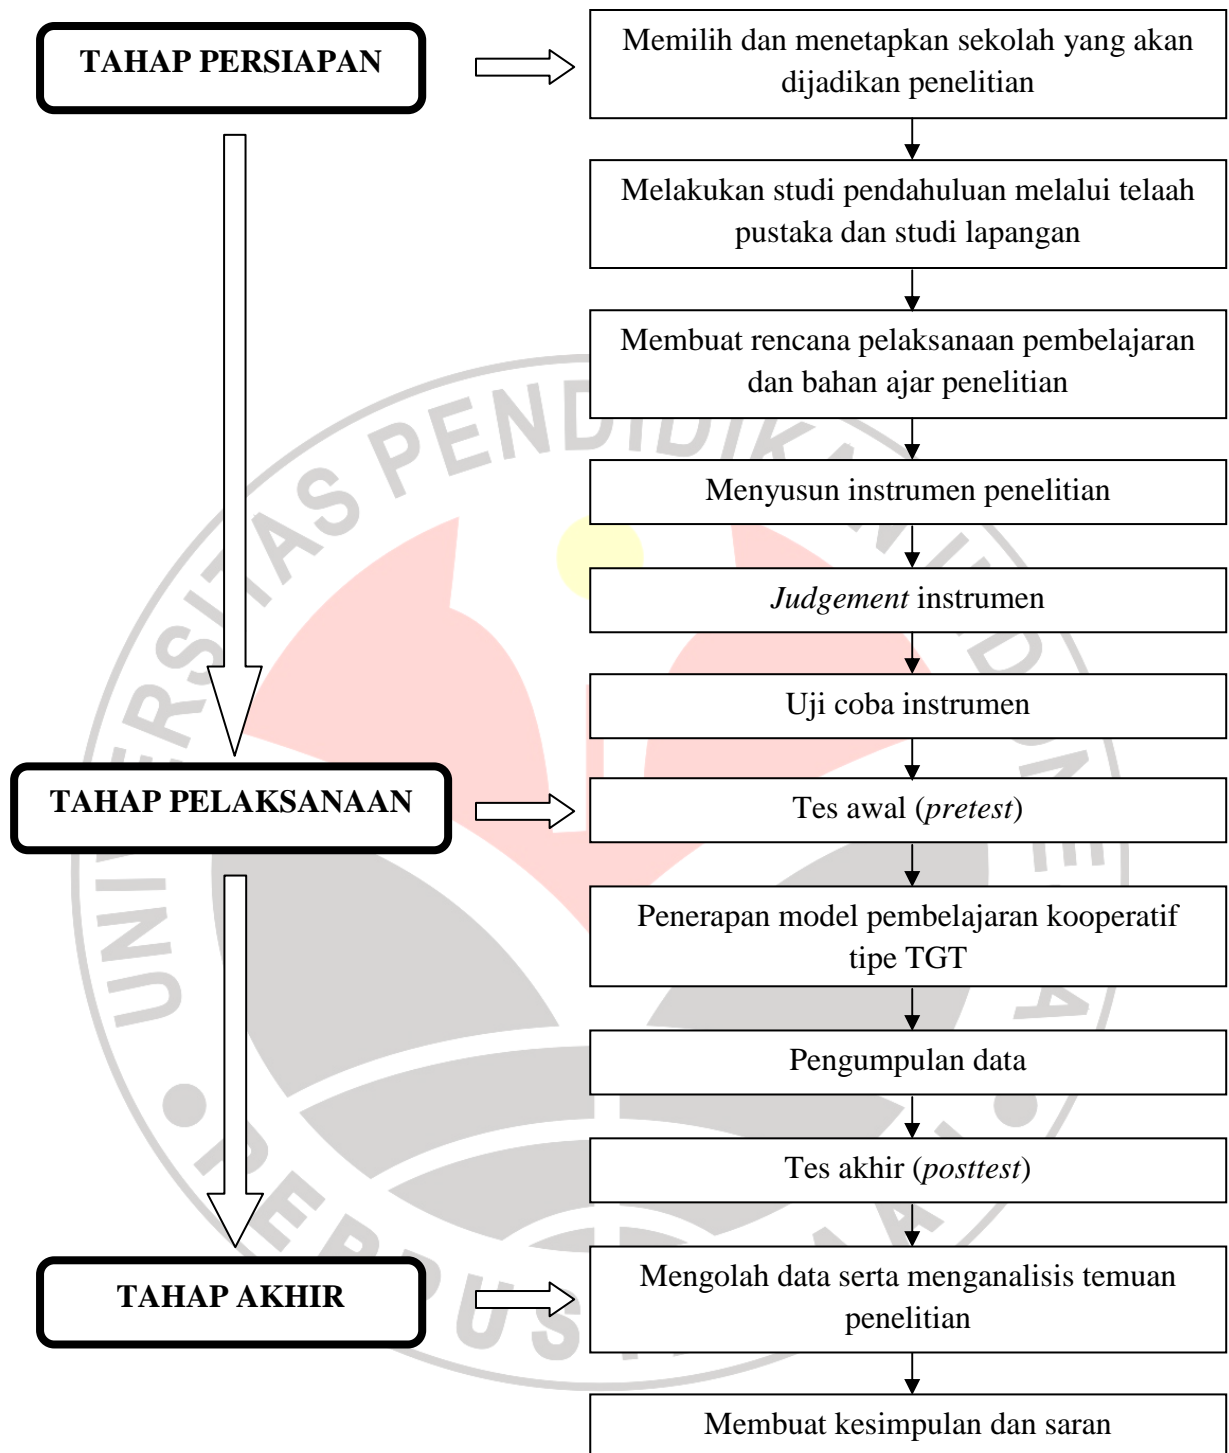 TAHAP PERSIAPAN
Memilih dan menetapkan sekolah yang akan
dijadikan penelitian
Melakukan studi pendahuluan melalui telaah
pustaka dan studi lapangan
Membuat rencana pelaksanaan pembelajaran
dan bahan ajar penelitian
Menyusun instrumen penelitian
Judgement instrumen
Uji coba instrumen
TAHAP PELAKSANAAN
Tes awal (pretest)
Penerapan model pembelajaran kooperatif
tipe TGT
Pengumpulan data
Tes akhir (posttest)
TAHAP AKHIR
Mengolah data serta menganalisis temuan
penelitian
Membuat kesimpulan dan saran
UNIVERSITAS PENDIDIKAN INDONESIA